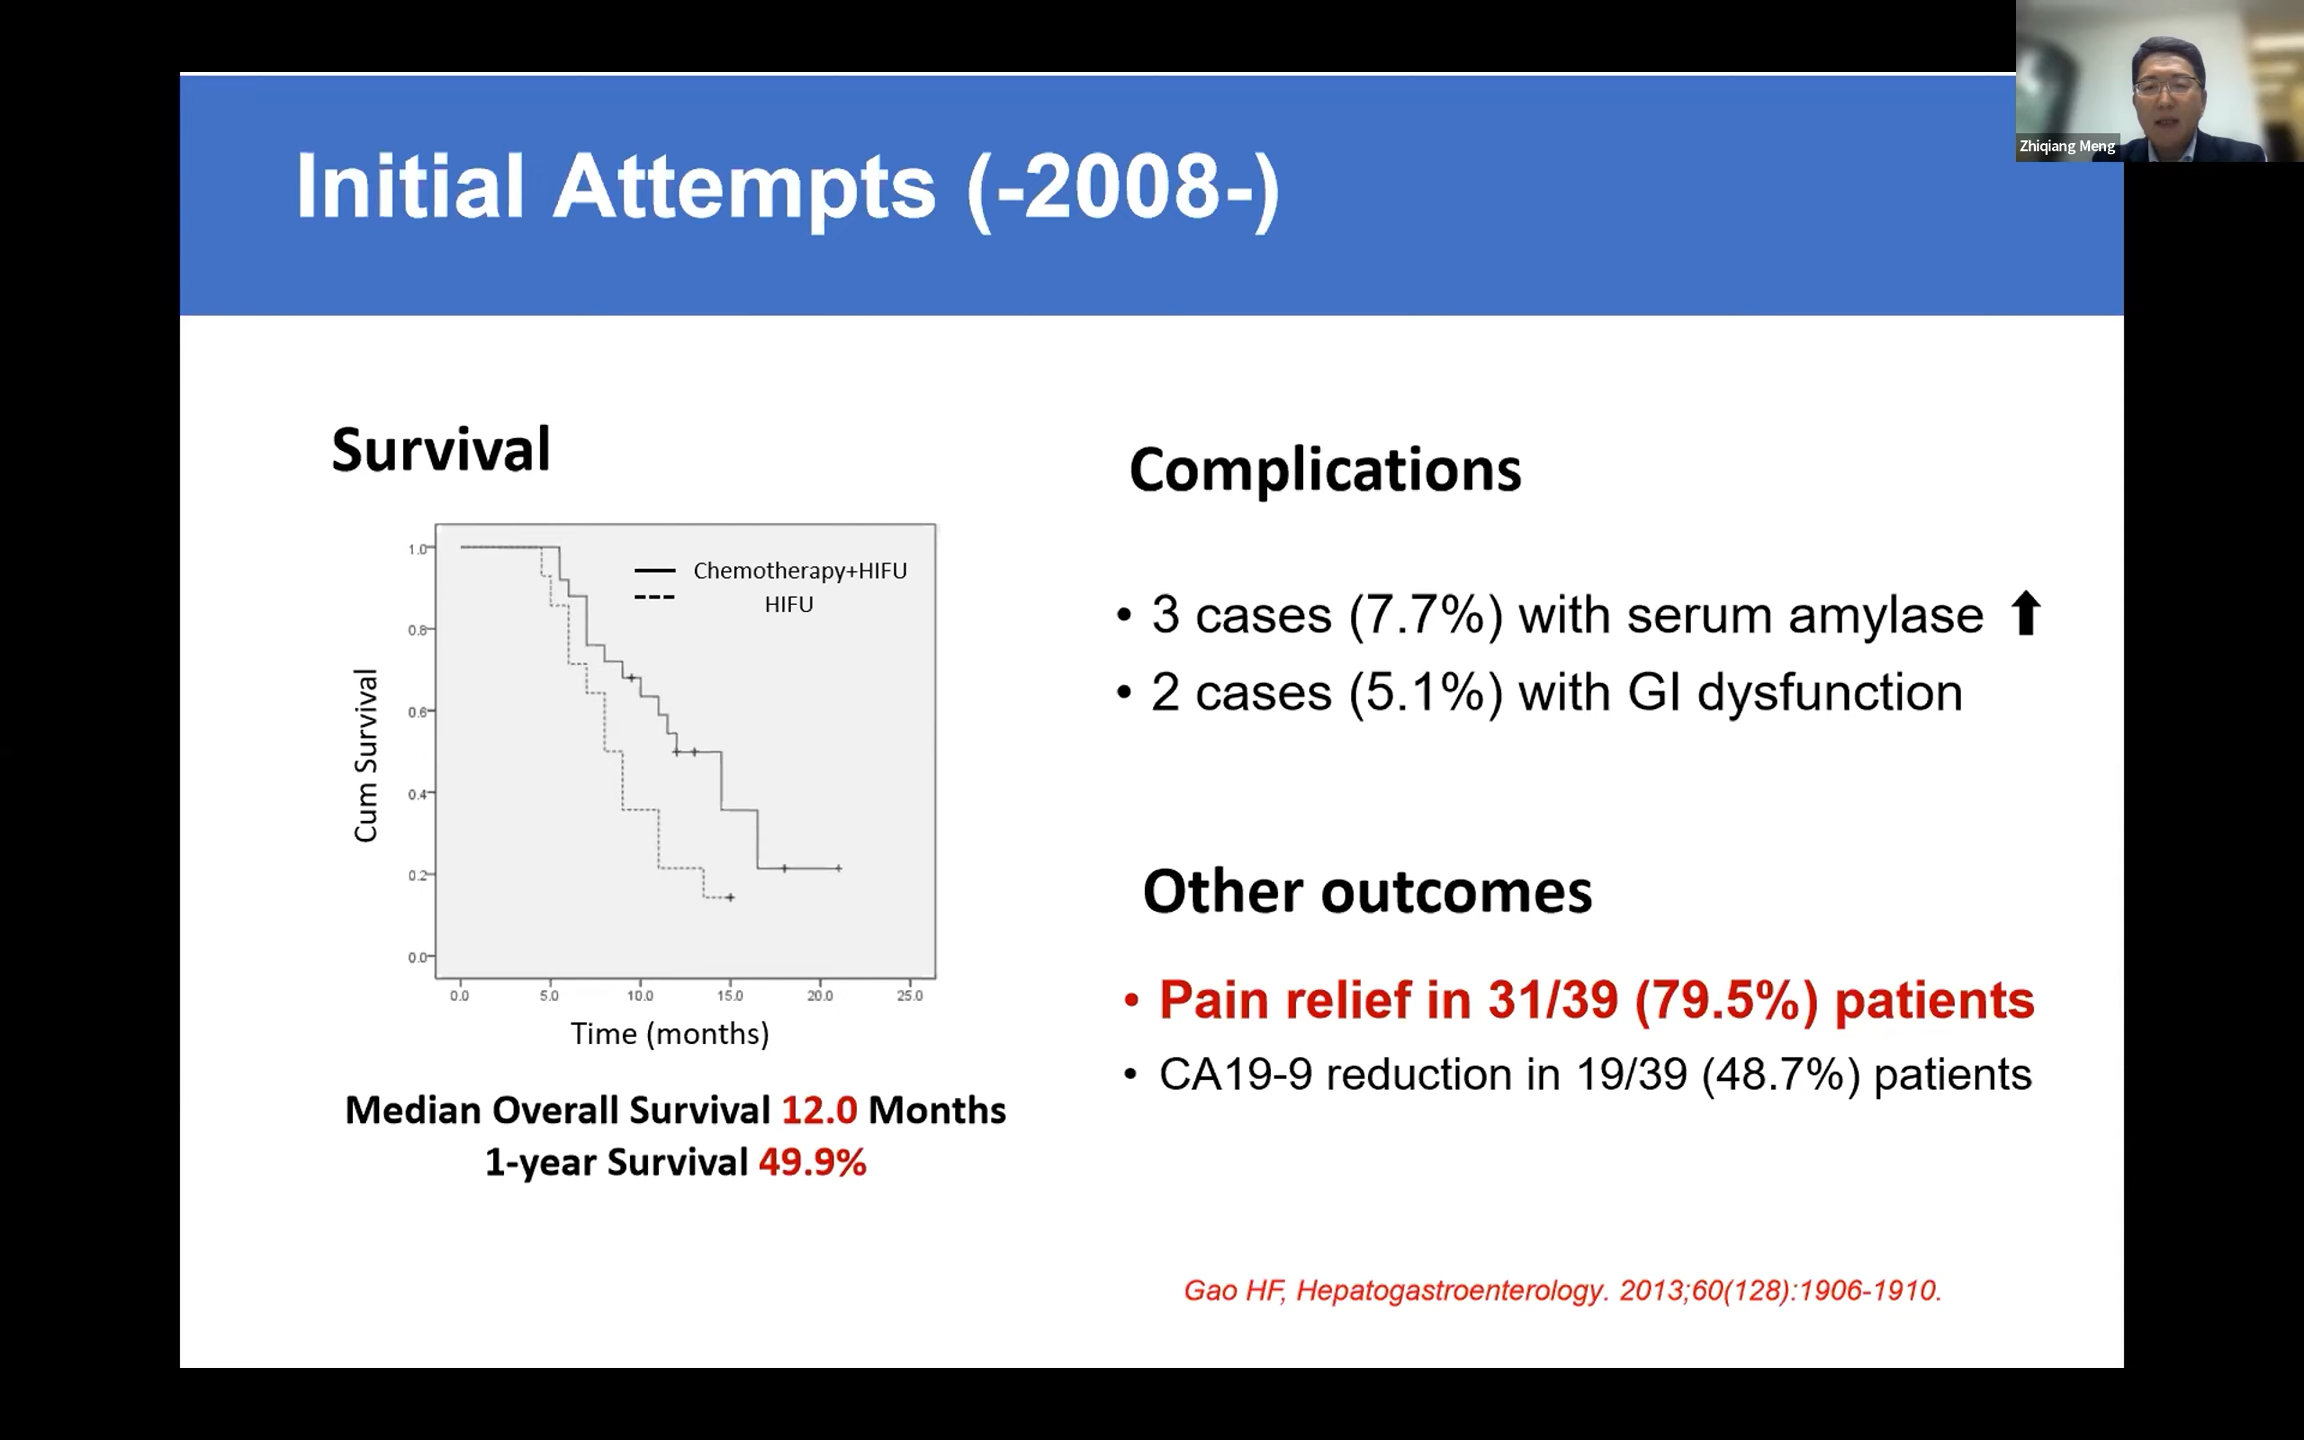 Zhiqiang Meng
Initial Attempts (-2008-)
Survival
1.0
0.8
0.6
0.4
0.2
0.0
Cum Survival
Chemotherapy+HIFU
HIFU
0.0 5.0 10.0 15.0 20.0 25.0
Time (months)
Median Overall Survival 12.0 Months
1-year Survival 49.9%
Complications
• 3 cases (7.7%) with serum amylase ⬆
• 2 cases (5.1%) with GI dysfunction
Other outcomes
• Pain relief in 31/39 (79.5%) patients
• CA19-9 reduction in 19/39 (48.7%) patients
Gao HF, Hepatogastroenterology. 2013;60(128):1906-1910.